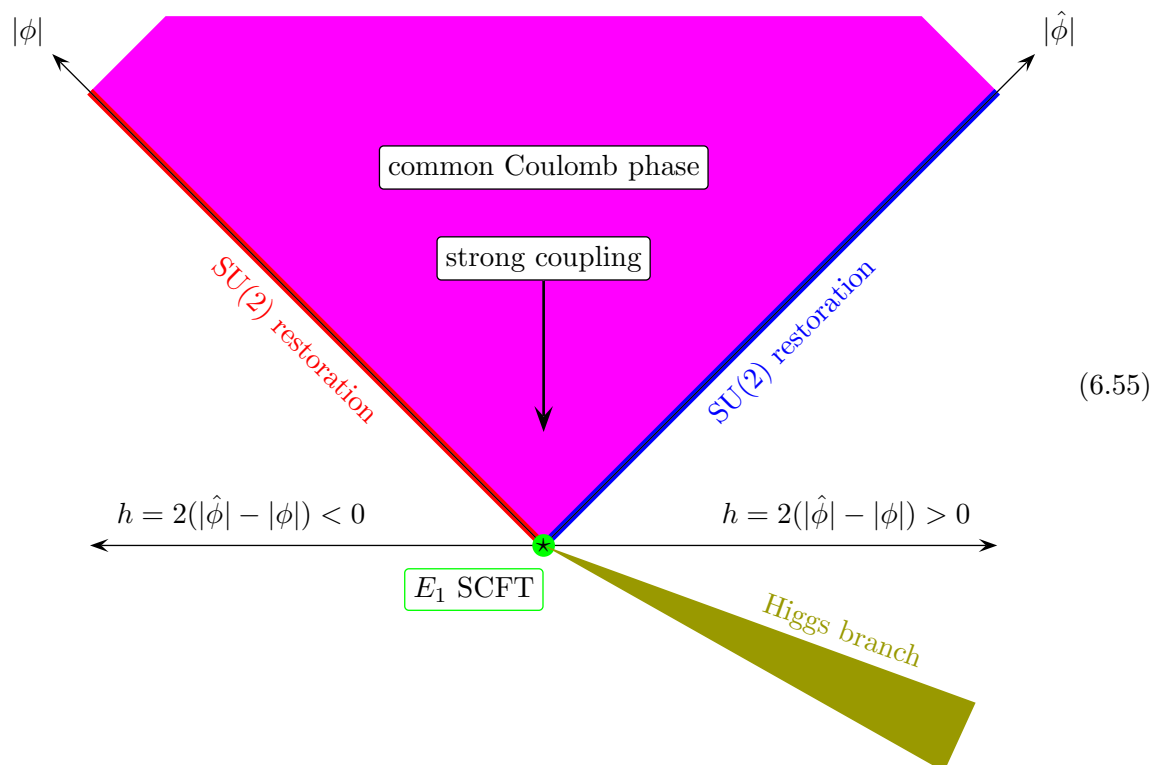 |ϕ|
|ϕ̂|
common Coulomb phase
strong coupling
SU(2) restoration
SU(2) restoration
(6.55)
h = 2(|ϕ̂| − |ϕ|) < 0
h = 2(|ϕ̂| − |ϕ|) > 0
⋆
E₁ SCFT
Higgs branch